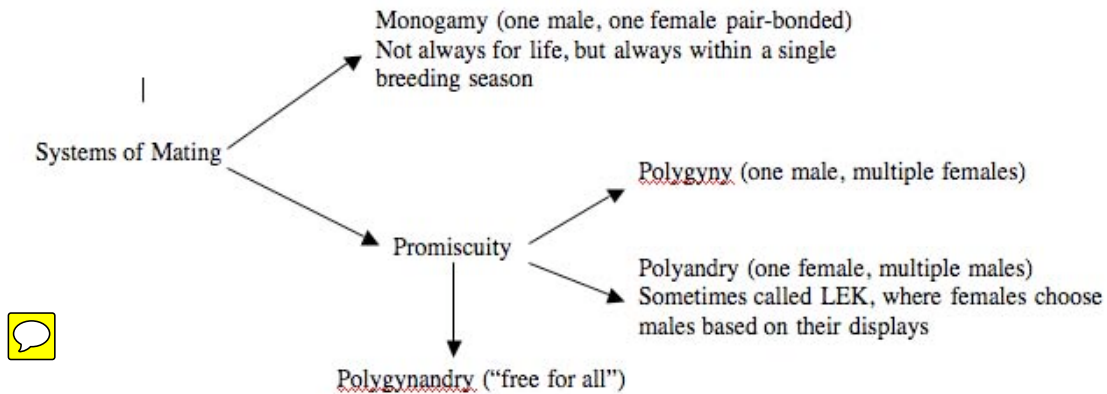 Monogamy (one male, one female pair-bonded)
Not always for life, but always within a single
breeding season
Systems of Mating
Polygyny (one male, multiple females)
Promiscuity
Polyandry (one female, multiple males)
Sometimes called LEK, where females choose
males based on their displays
Polygynandry (“free for all”)